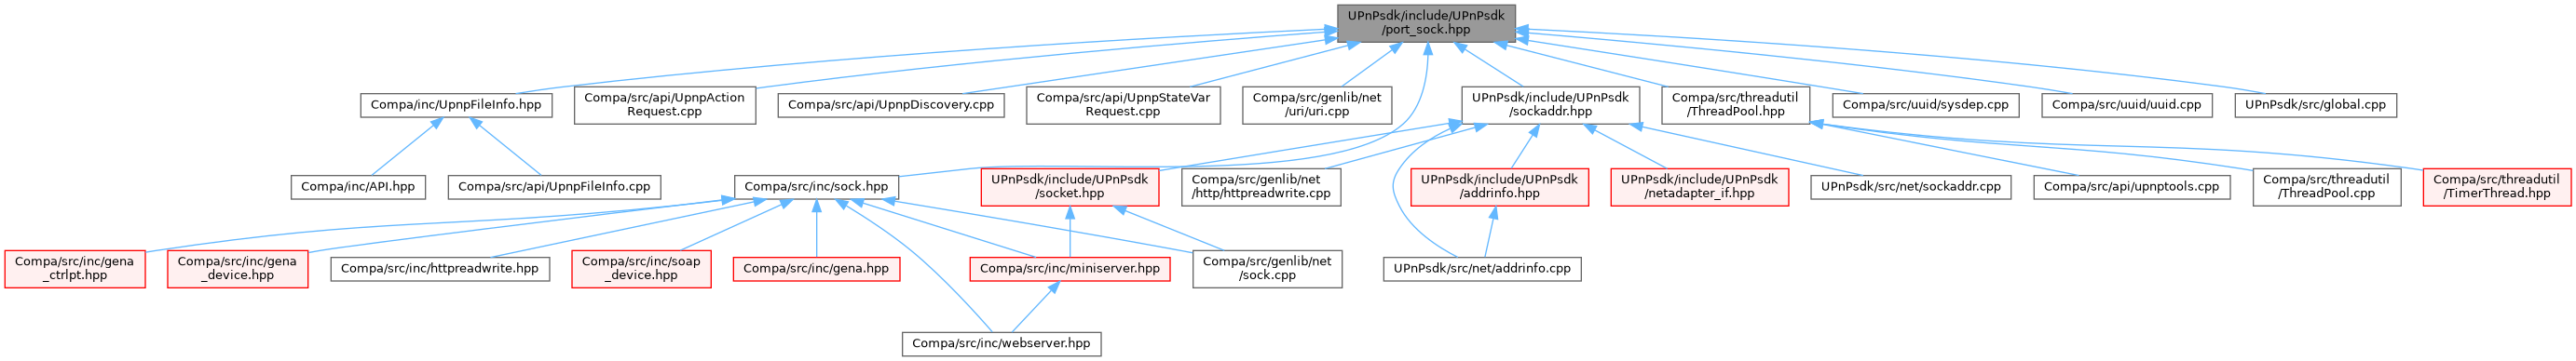 UPnPsdk/include/UPnPsdk
/port_sock.hpp
Compa/inc/UpnpFileInfo.hpp
Compa/src/api/UpnpAction
Request.cpp
Compa/src/api/UpnpDiscovery.cpp
Compa/src/api/UpnpStateVar
Request.cpp
Compa/src/genlib/net
/uri/uri.cpp
UPnPsdk/include/UPnPsdk
/sockaddr.hpp
Compa/src/threadutil
/ThreadPool.hpp
Compa/src/uuid/sysdep.cpp
Compa/src/uuid/uuid.cpp
UPnPsdk/src/global.cpp
Compa/inc/API.hpp
Compa/src/api/UpnpFileInfo.cpp
Compa/src/inc/sock.hpp
UPnPsdk/include/UPnPsdk
/socket.hpp
Compa/src/genlib/net
/http/httpreadwrite.cpp
UPnPsdk/include/UPnPsdk
/addrinfo.hpp
UPnPsdk/include/UPnPsdk
/netadapter_if.hpp
UPnPsdk/src/net/sockaddr.cpp
Compa/src/api/upnptools.cpp
Compa/src/threadutil
/ThreadPool.cpp
Compa/src/threadutil
/TimerThread.hpp
Compa/src/inc/gena
_ctrlpt.hpp
Compa/src/inc/gena
_device.hpp
Compa/src/inc/httpreadwrite.hpp
Compa/src/inc/soap
_device.hpp
Compa/src/inc/gena.hpp
Compa/src/inc/miniserver.hpp
Compa/src/genlib/net
/sock.cpp
UPnPsdk/src/net/addrinfo.cpp
Compa/src/inc/webserver.hpp